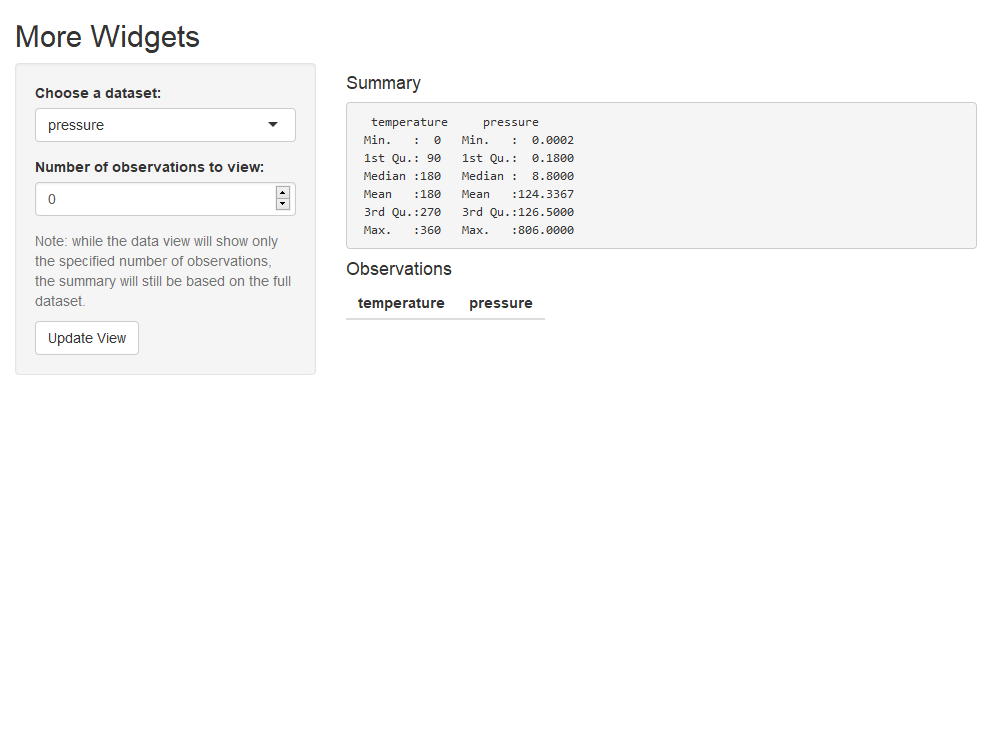 More Widgets
Choose a dataset:
pressure
Number of observations to view:
0
Note: while the data view will show only
the specified number of observations,
the summary will still be based on the full
dataset.
Update View
Summary
temperature pressure
Min. : 0 Min. : 0.0002
1st Qu.: 90 1st Qu.: 0.1800
Median :180 Median : 8.8000
Mean :180 Mean :124.3367
3rd Qu.:270 3rd Qu.:126.5000
Max. :360 Max. :806.0000
Observations
temperature pressure